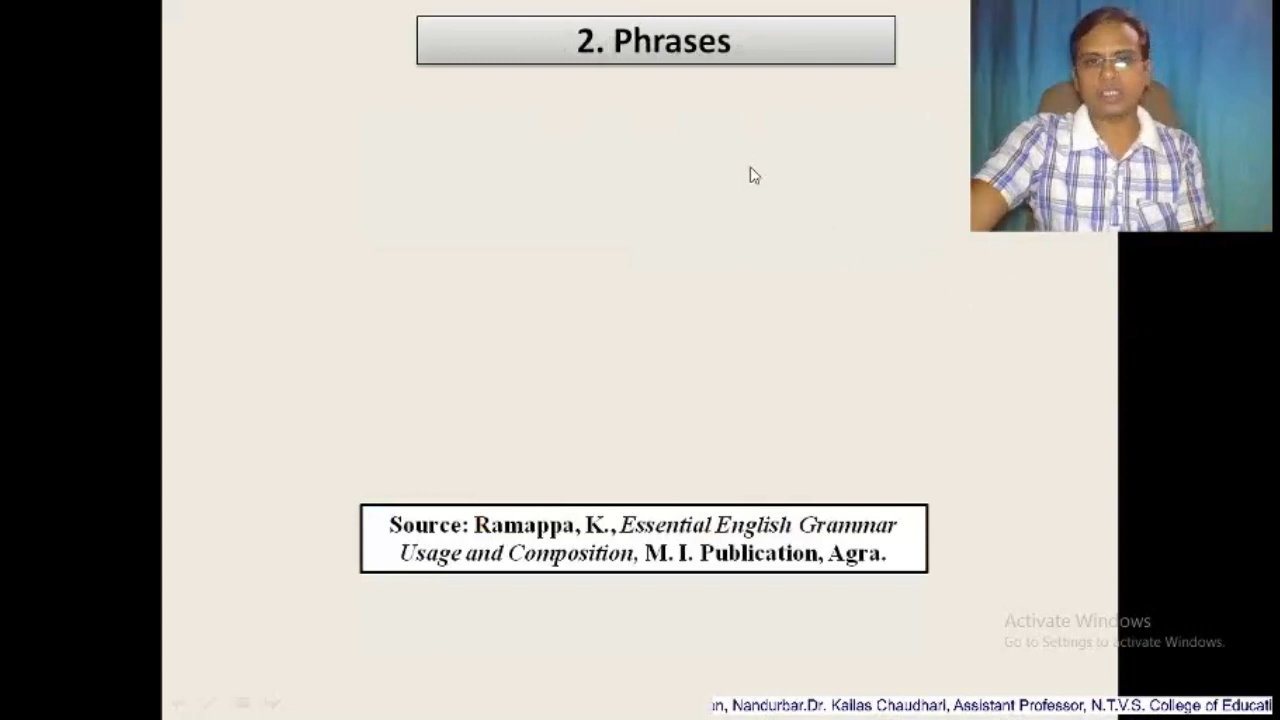 2. Phrases
Source: Ramappa, K., Essential English Grammar
Usage and Composition, M. I. Publication, Agra.
Activate Windows
Go to Settings to activate Windows.
n, Nandurbar.Dr. Kailas Chaudhari, Assistant Professor, N.T.V.S. College of Educati